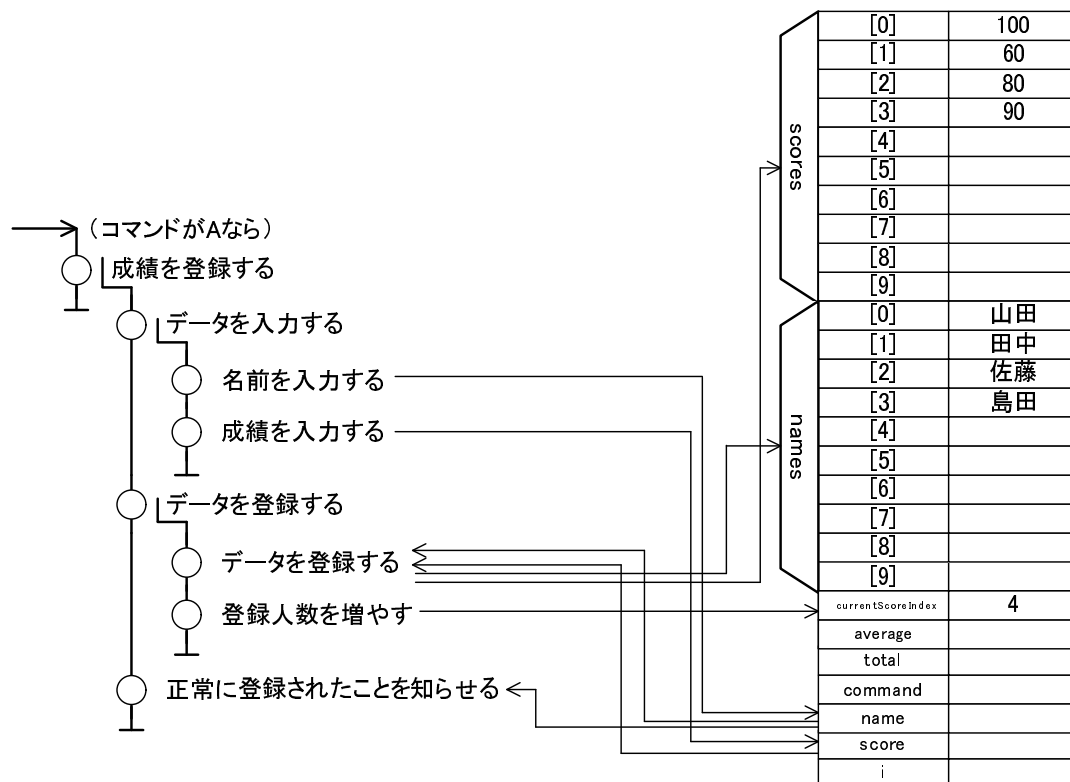 (コマンドがAなら)
成績を登録する
データを入力する
名前を入力する
成績を入力する
データを登録する
データを登録する
登録人数を増やす
正常に登録されたことを知らせる
scores
[0] 100
[1] 60
[2] 80
[3] 90
[4]
[5]
[6]
[7]
[8]
[9]
names
[0] 山田
[1] 田中
[2] 佐藤
[3] 島田
[4]
[5]
[6]
[7]
[8]
[9]
currentScoreIndex 4
average
total
command
name
score
i